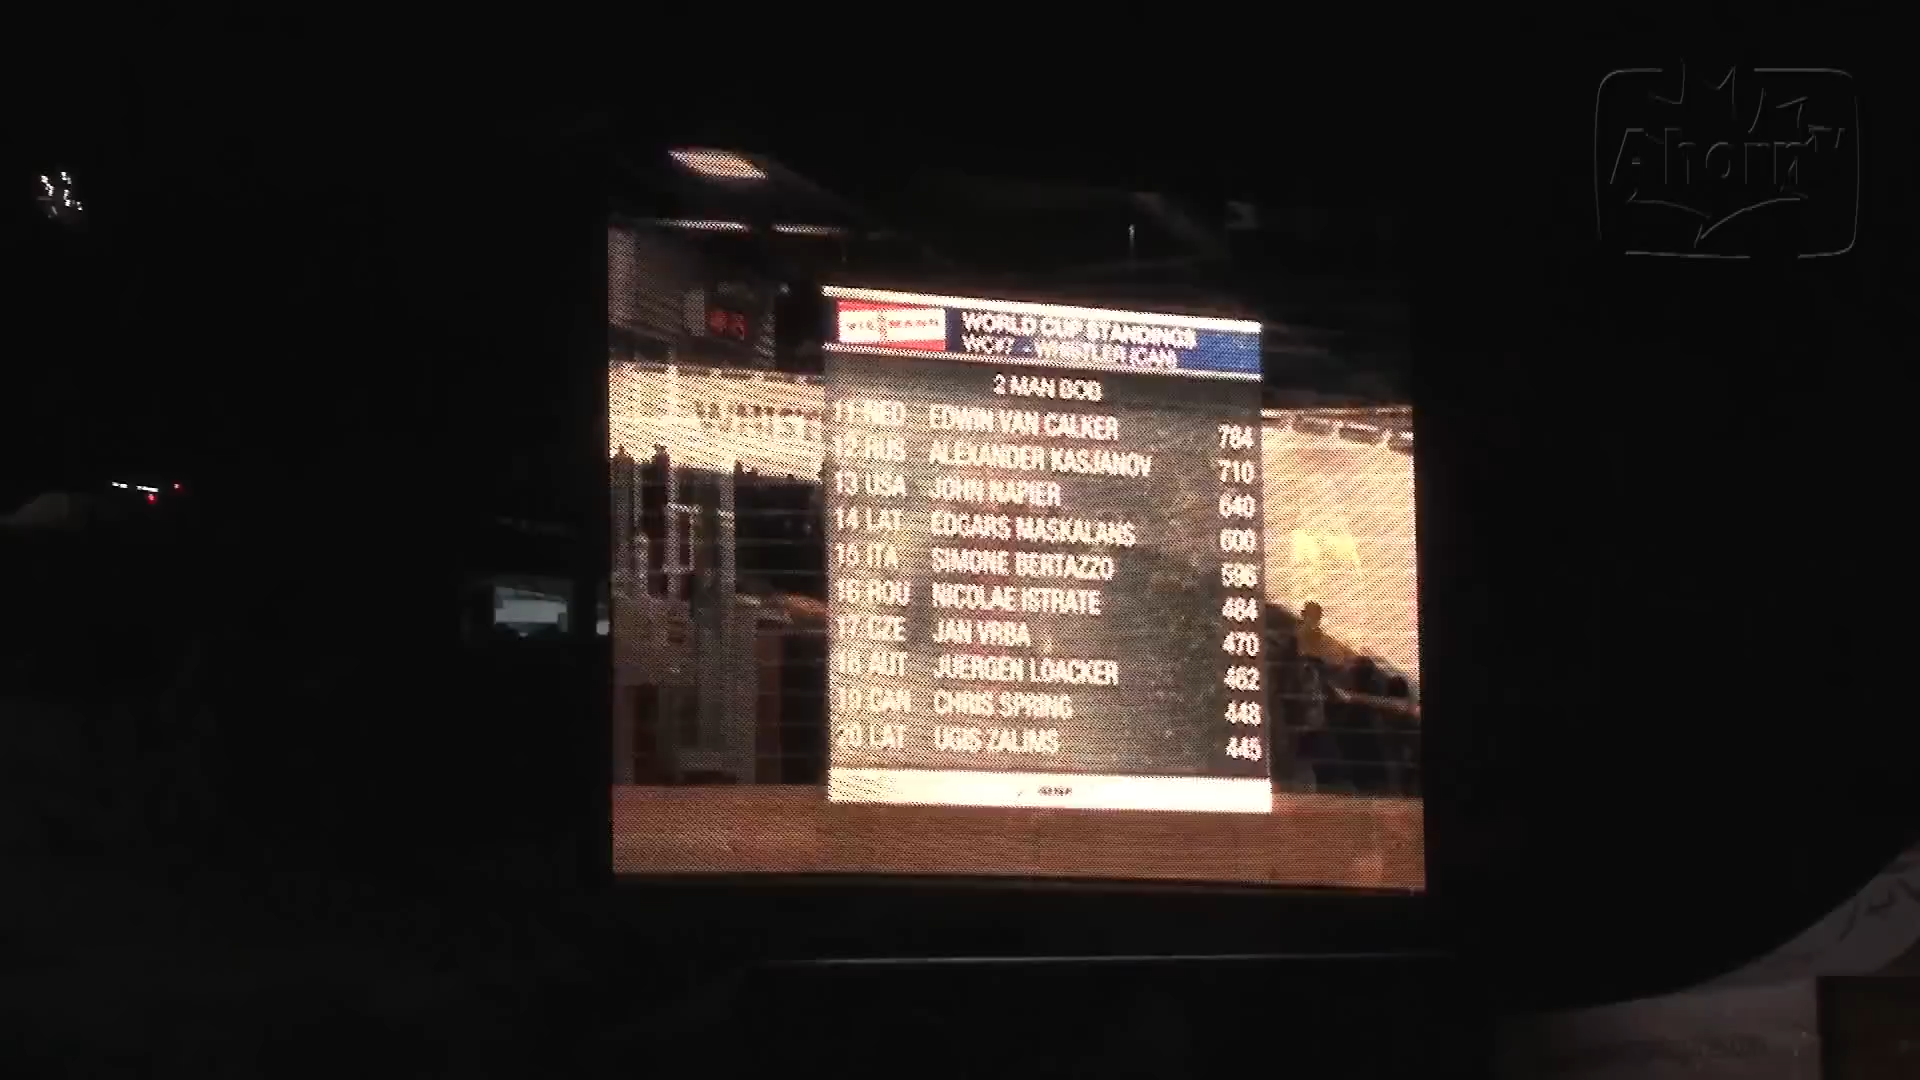 AhornTV
VIESSMANN
WORLD CUP STANDINGS
WC#7 - WHISTLER (CAN)
2 MAN BOB
11 NED EDWIN VAN CALKER 784
12 RUS ALEXANDER KASJANOV 710
13 USA JOHN NAPIER 640
14 LAT EDGARS MASKALANS 600
15 ITA SIMONE BERTAZZO 596
16 ROU NICOLAE ISTRATE 484
17 CZE JAN VRBA 470
18 AUT JUERGEN LOACKER 462
19 CAN CHRIS SPRING 448
20 LAT UGIS ZALIMS 445